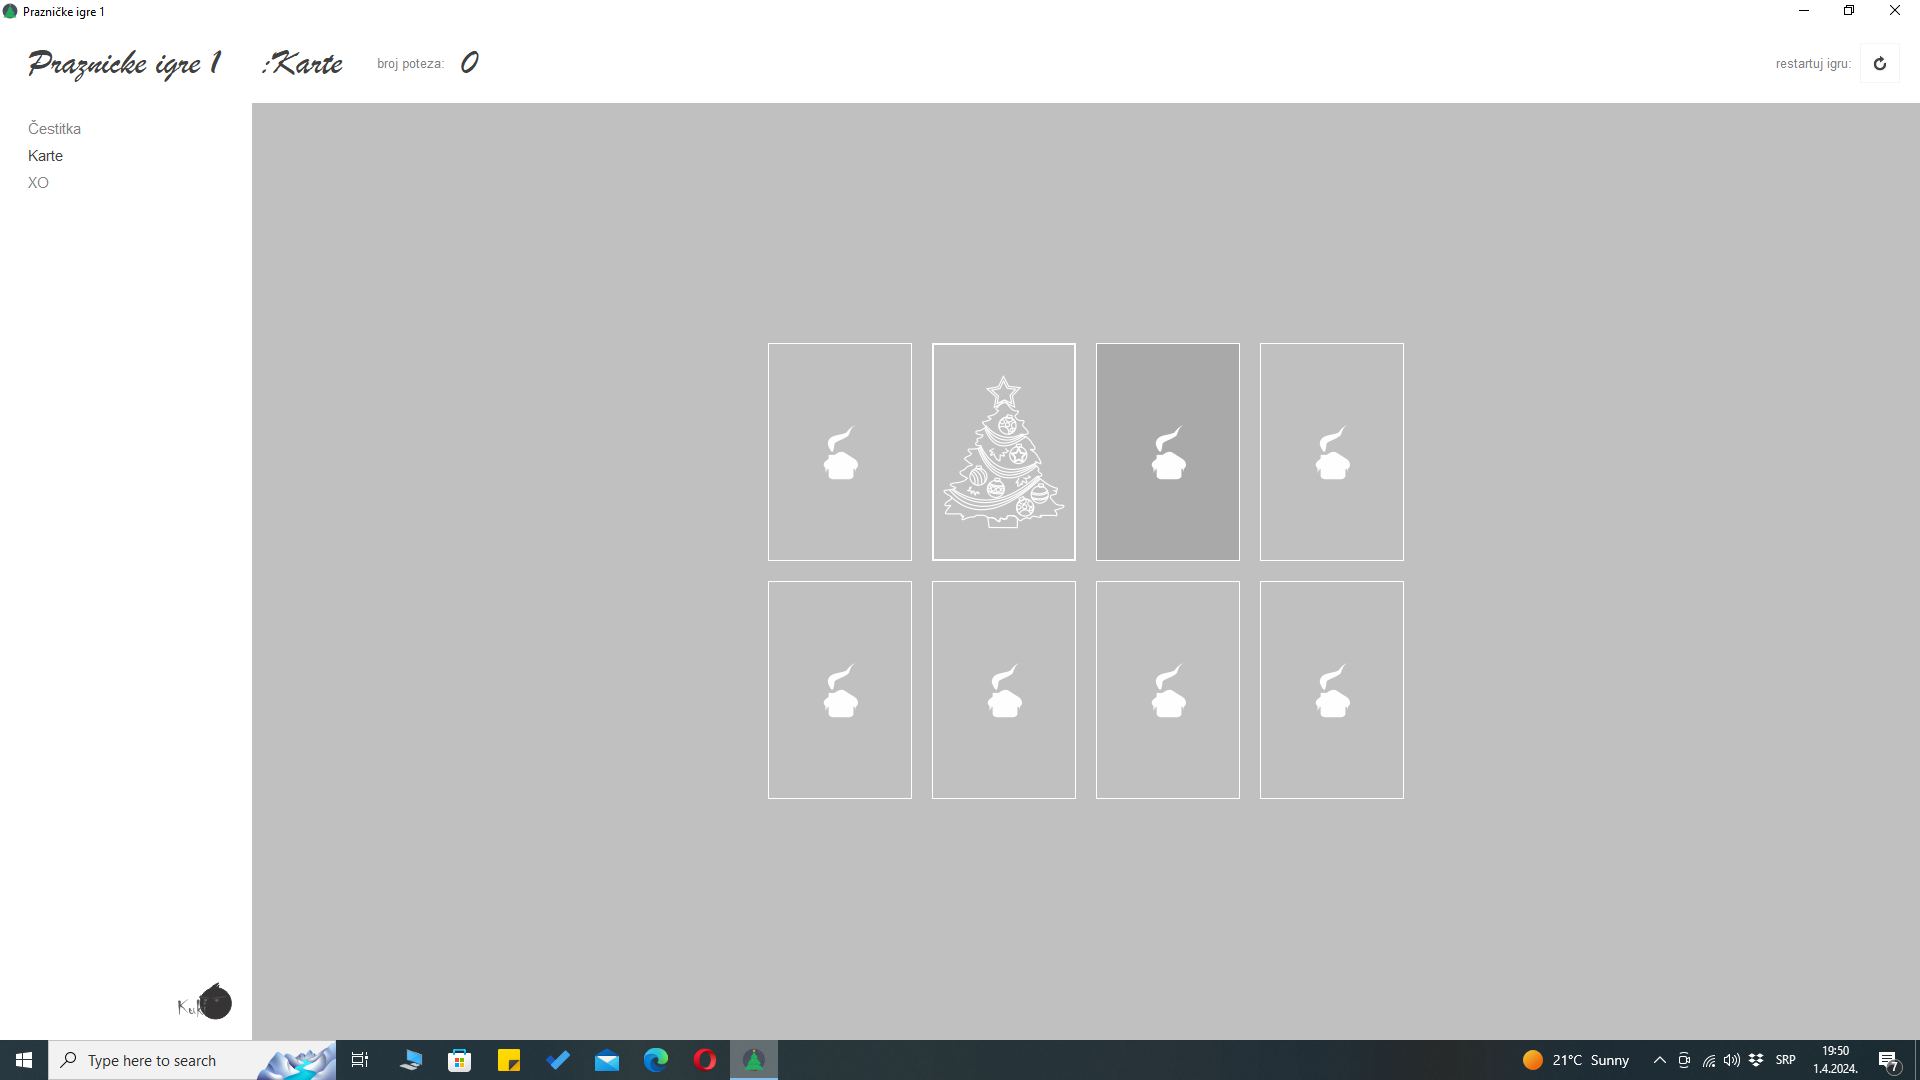 Prazničke igre 1
Praznicke igre 1 :Karte broj poteza: 0 restartuj igru:
Čestitka
Karte
XO
Type here to search
21°C Sunny
SRP
19:50
1.4.2024.
7